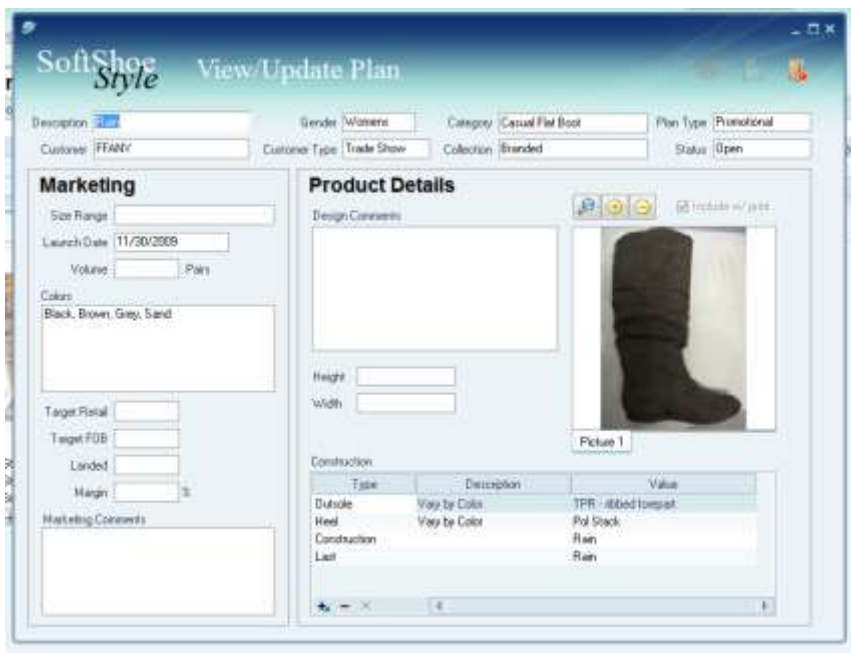 SoftShoe
Style
View/Update Plan
Description Plain Gender Womens Category Casual Flat Boot Plan Type Promotional
Customer FFANY Customer Type Trade Show Collection Branded Status Open
Marketing
Size Range
Launch Date 11/30/2009
Volume Pairs
Colors
Black, Brown, Grey, Sand
Target Retail
Target FOB
Landed
Margin %
Marketing Comments
Product Details
Include w/ print
Design Comments
Height
Width
Picture 1
Construction
Type Description Value
Outsole Vary by Color TPR - ribbed forepart
Heel Vary by Color Pol Stack
Construction Rain
Last Rain